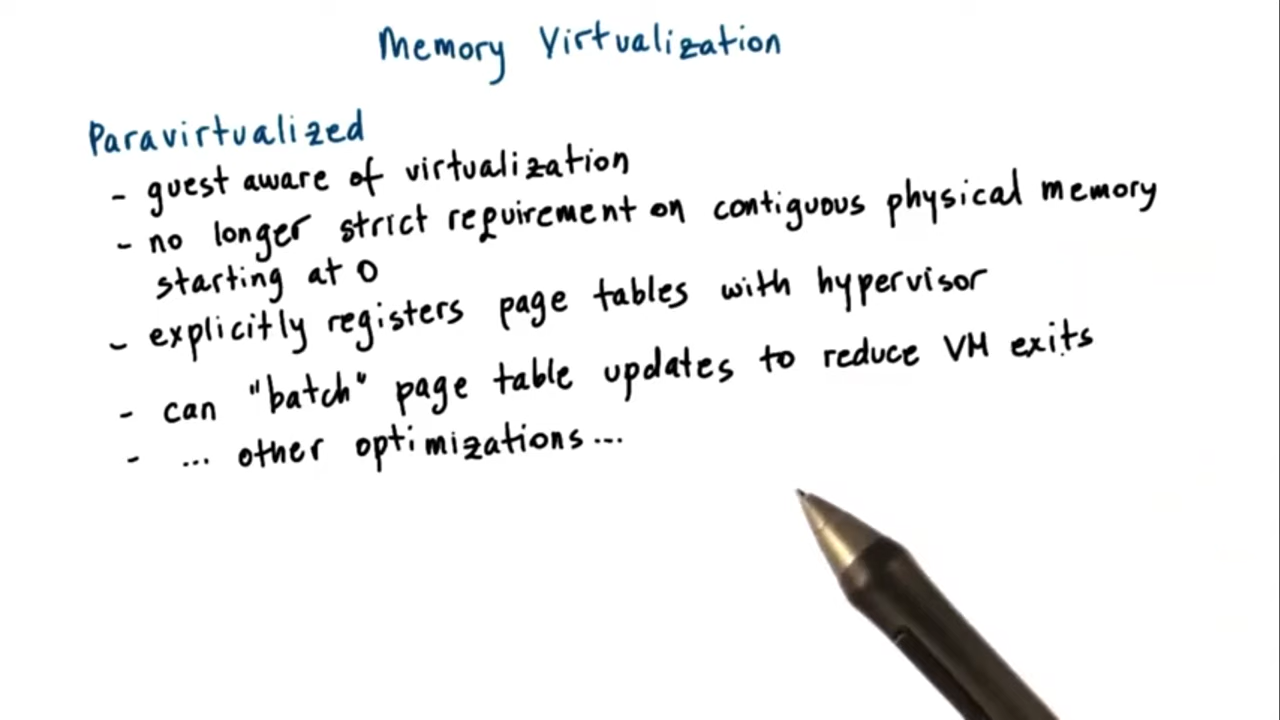 Memory Virtualization
Paravirtualized
- guest aware of virtualization
- no longer strict requirement on contiguous physical memory
starting at 0
- explicitly registers page tables with hypervisor
- can "batch" page table updates to reduce VM exits
- ... other optimizations...